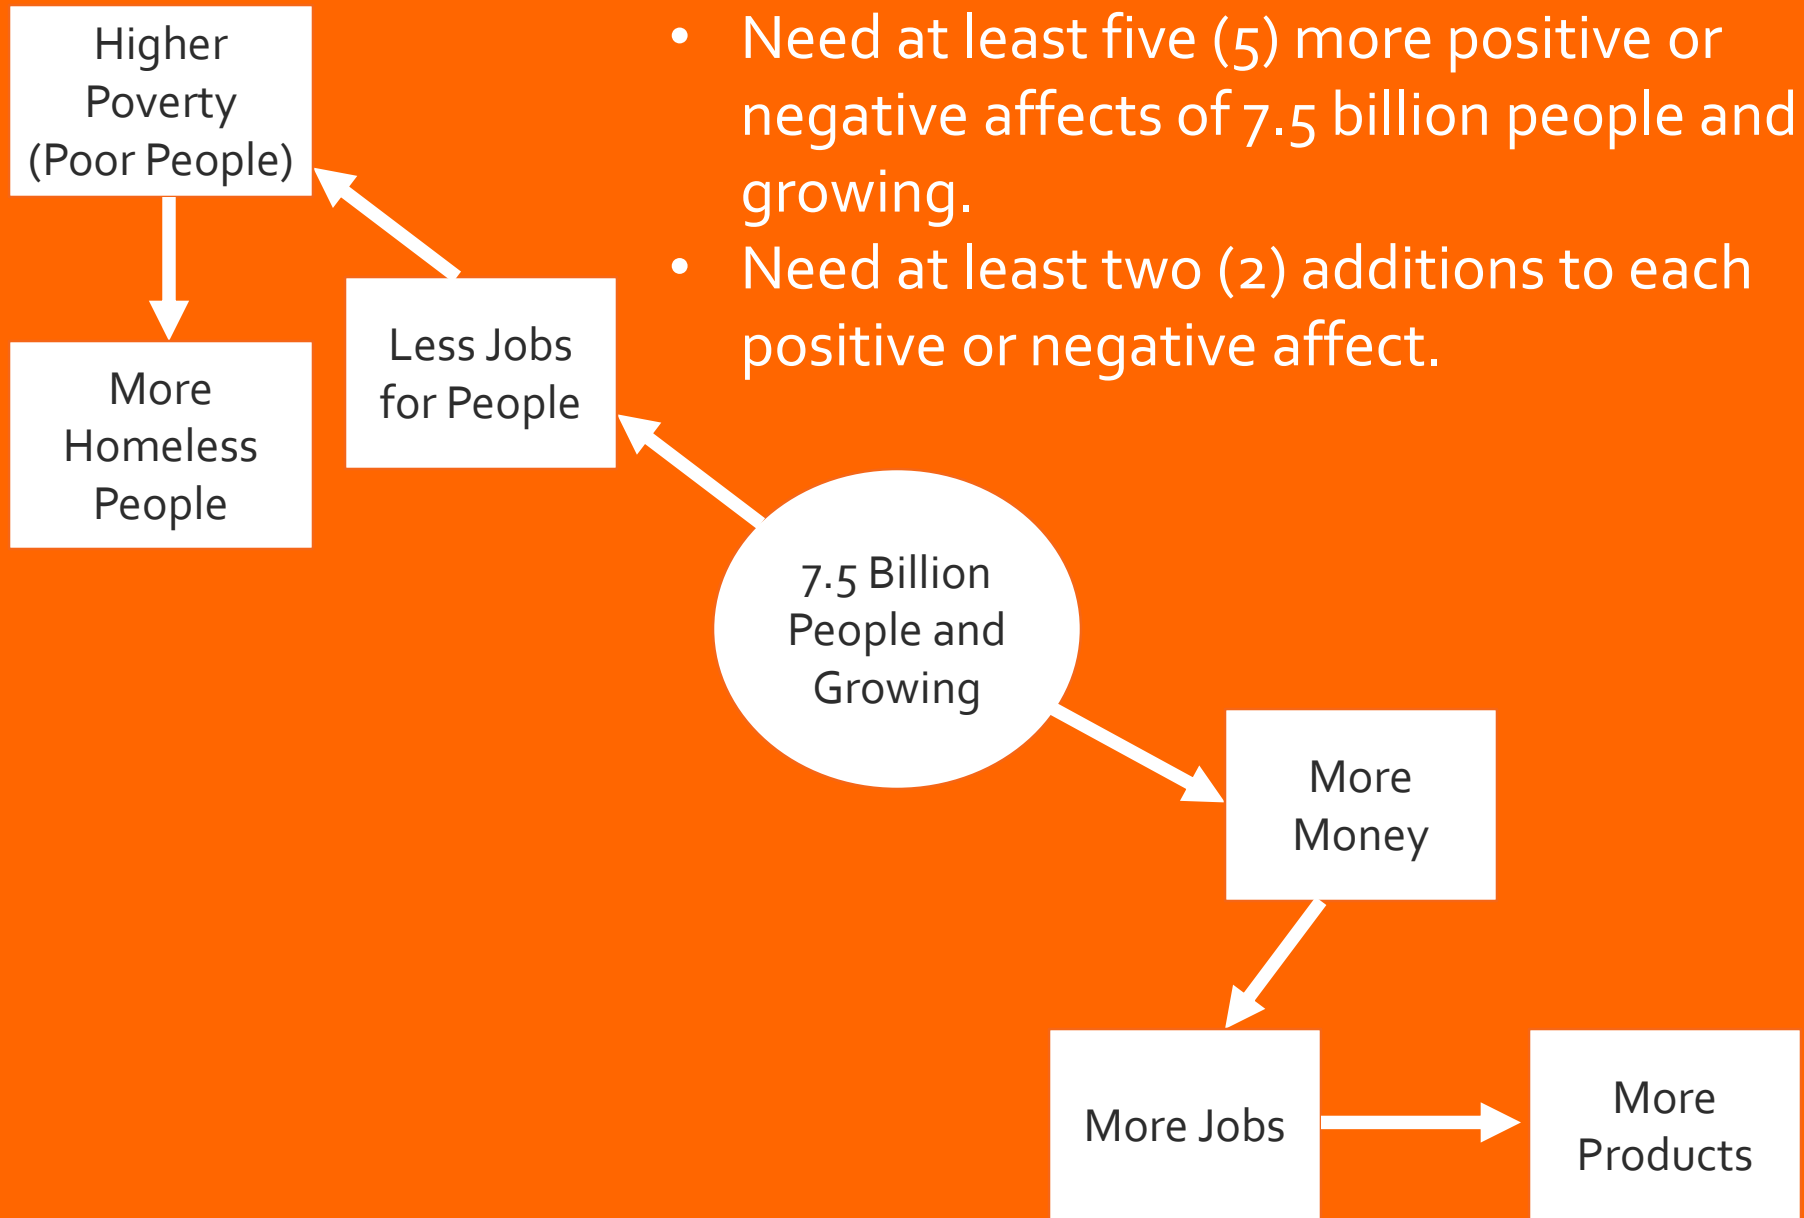 Higher
Poverty
(Poor People)
• Need at least five (5) more positive or
negative affects of 7.5 billion people and
growing.
• Need at least two (2) additions to each
positive or negative affect.
Less Jobs
for People
More
Homeless
People
7.5 Billion
People and
Growing
More
Money
More Jobs
More
Products